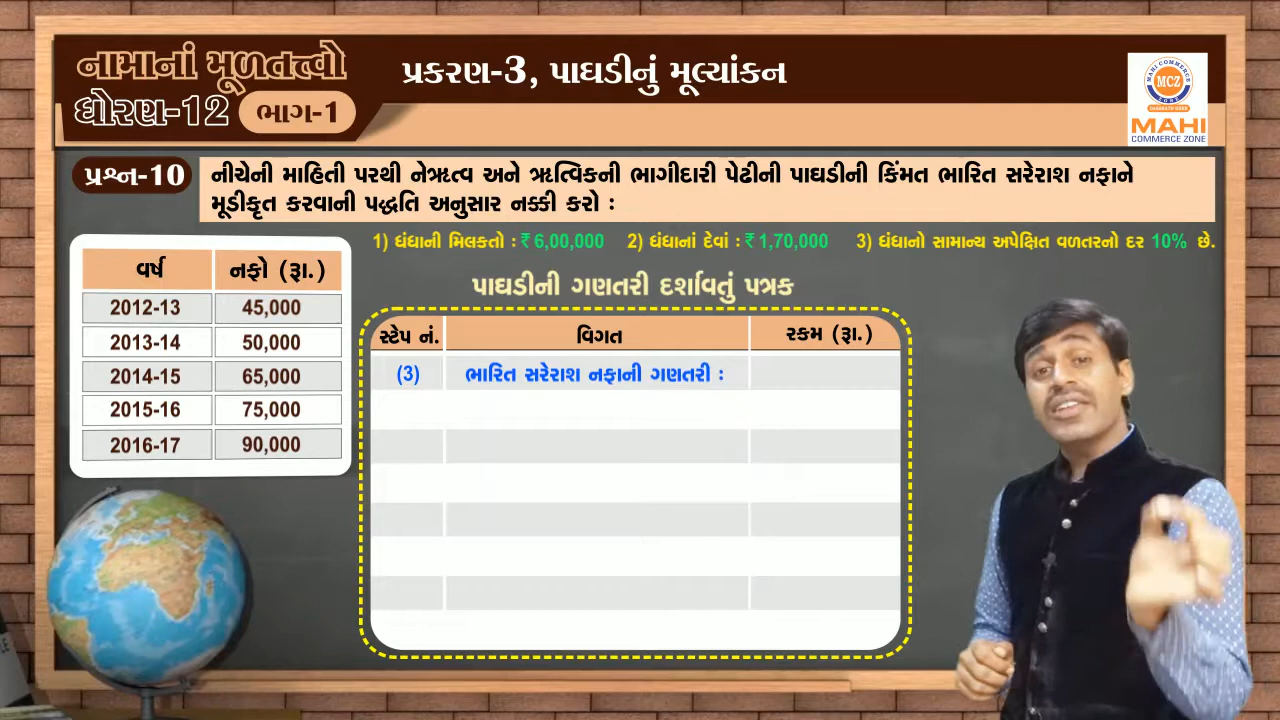 નામાનાં મૂળતત્ત્વો
ધોરણ-12 ભાગ-1
પ્રકરણ-3, પાઘડીનું મૂલ્યાંકન
MAHI COMMERCE ZONE
MCZ
MAHI
COMMERCE ZONE
પ્રશ્ન-10
નીચેની માહિતી પરથી નેઋત્વ અને ઋત્વિકની ભાગીદારી પેઢીની પાઘડીની કિંમત ભારિત સરેરાશ નફાને
મૂડીકૃત કરવાની પદ્ધતિ અનુસાર નક્કી કરો :
1) ધંધાની મિલકતો : ₹ 6,00,000 2) ધંધાનાં દેવાં : ₹ 1,70,000 3) ધંધાનો સામાન્ય અપેક્ષિત વળતરનો દર 10% છે.
વર્ષ નફો (રૂા.)
2012-13 45,000
2013-14 50,000
2014-15 65,000
2015-16 75,000
2016-17 90,000
પાઘડીની ગણતરી દર્શાવતું પત્રક
સ્ટેપ નં. વિગત રકમ (રૂા.)
(3) ભારિત સરેરાશ નફાની ગણતરી :